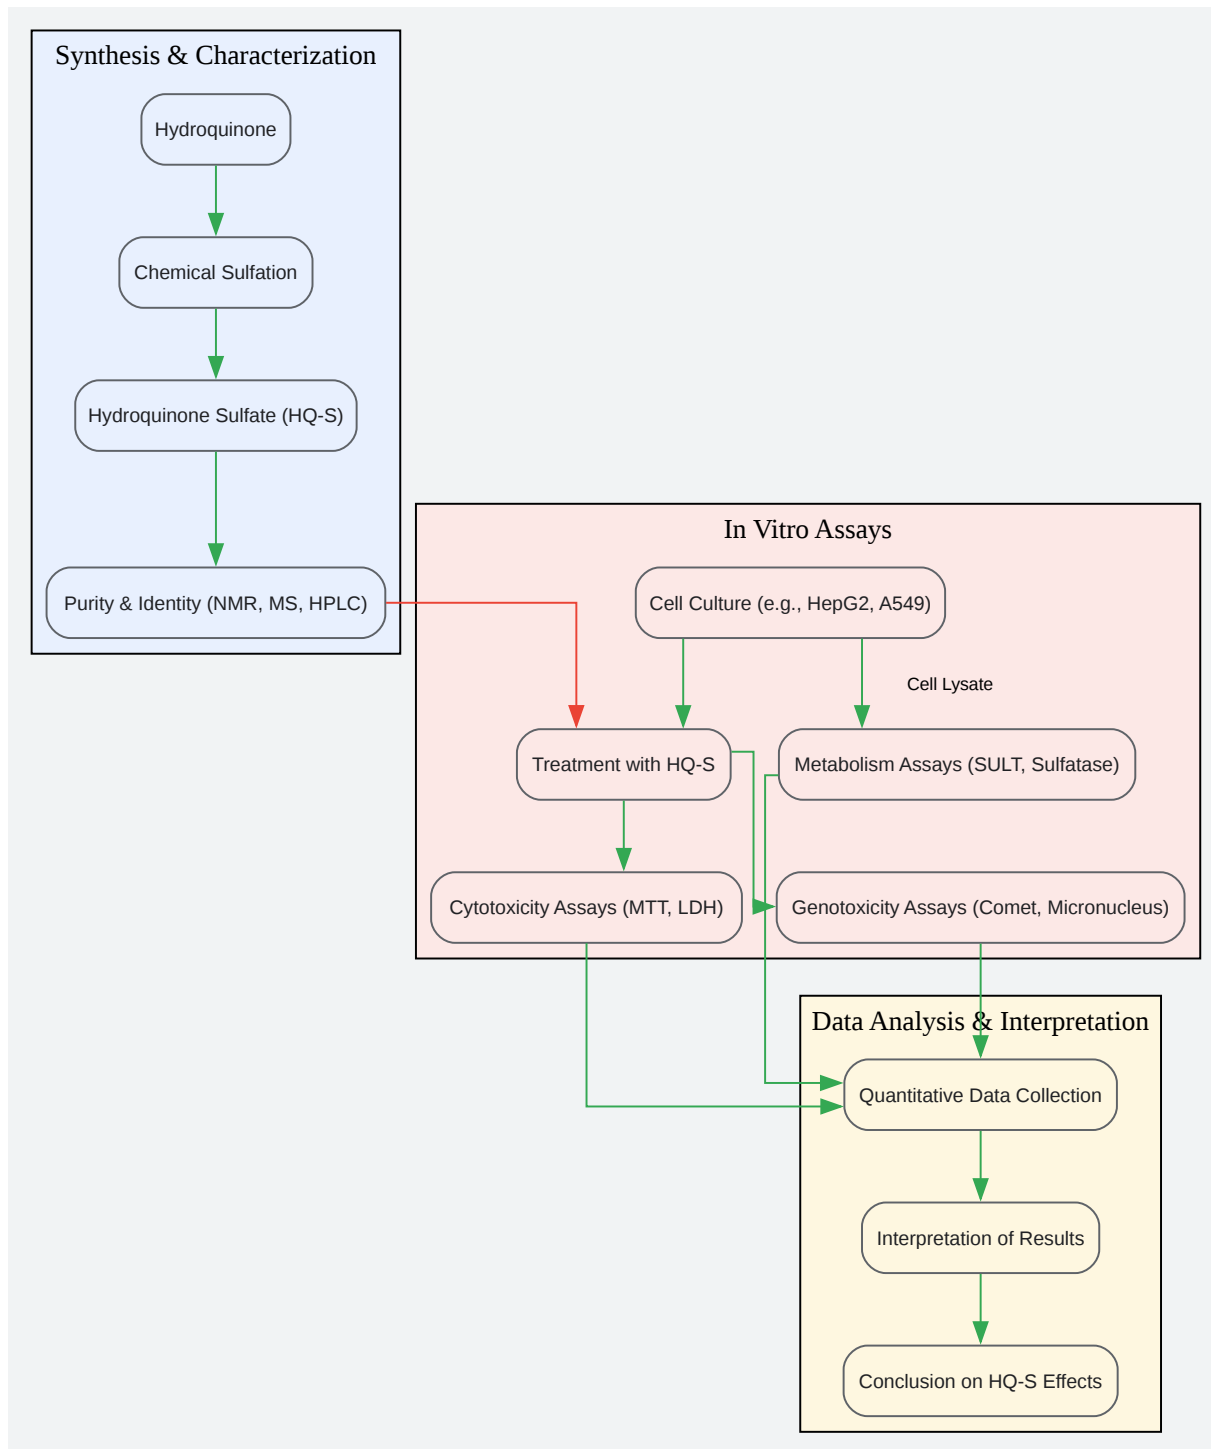 Synthesis & Characterization
Hydroquinone
Chemical Sulfation
Hydroquinone Sulfate (HQ-S)
Purity & Identity (NMR, MS, HPLC)
In Vitro Assays
Cell Culture (e.g., HepG2, A549)
Cell Lysate
Treatment with HQ-S
Metabolism Assays (SULT, Sulfatase)
Cytotoxicity Assays (MTT, LDH)
Genotoxicity Assays (Comet, Micronucleus)
Data Analysis & Interpretation
Quantitative Data Collection
Interpretation of Results
Conclusion on HQ-S Effects